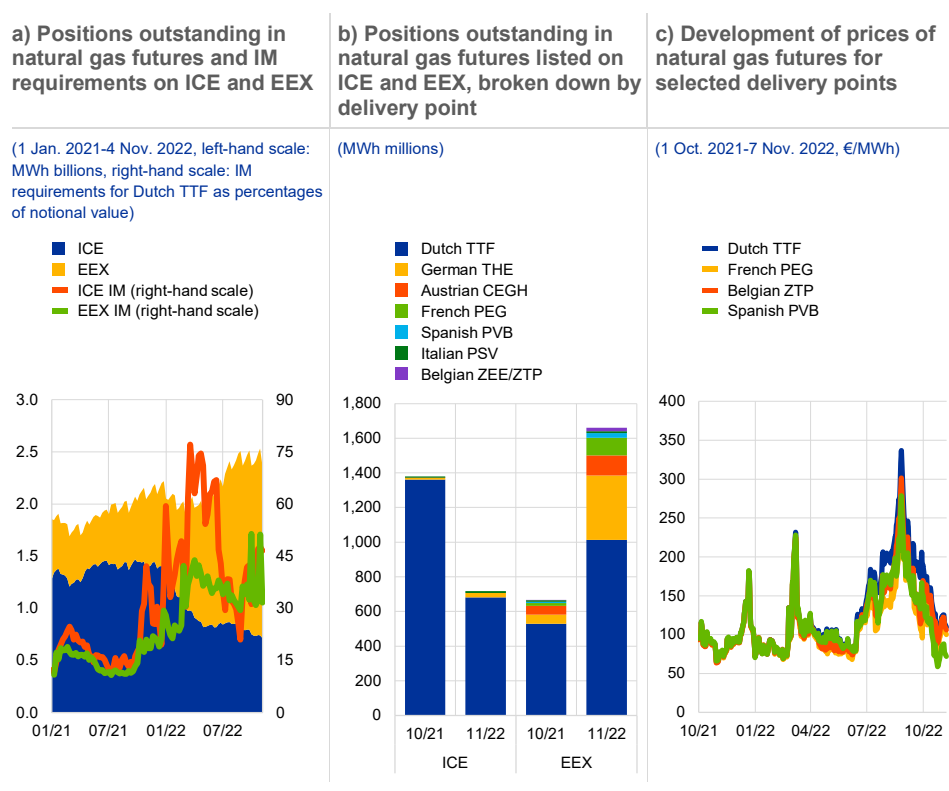 a) Positions outstanding in
natural gas futures and IM
requirements on ICE and EEX
(1 Jan. 2021-4 Nov. 2022, left-hand scale:
MWh billions, right-hand scale: IM
requirements for Dutch TTF as percentages
of notional value)
ICE
EEX
ICE IM (right-hand scale)
EEX IM (right-hand scale)
3.0
2.5
2.0
1.5
1.0
0.5
0.0
90
75
60
45
30
15
0
01/21 07/21 01/22 07/22
b) Positions outstanding in
natural gas futures listed on
ICE and EEX, broken down by
delivery point
(MWh millions)
Dutch TTF
German THE
Austrian CEGH
French PEG
Spanish PVB
Italian PSV
Belgian ZEE/ZTP
1,800
1,600
1,400
1,200
1,000
800
600
400
200
0
10/21 11/22 10/21 11/22
ICE EEX
c) Development of prices of
natural gas futures for
selected delivery points
(1 Oct. 2021-7 Nov. 2022, €/MWh)
Dutch TTF
French PEG
Belgian ZTP
Spanish PVB
400
350
300
250
200
150
100
50
0
10/21 01/22 04/22 07/22 10/22